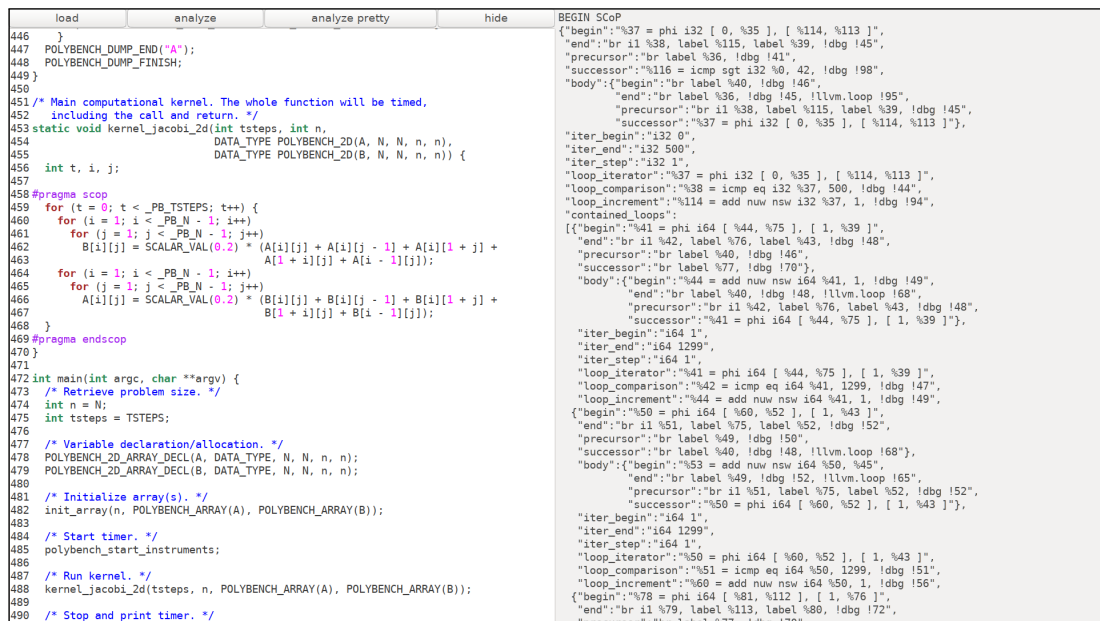 load analyze analyze pretty hide
446     }
447   POLYBENCH_DUMP_END("A");
448   POLYBENCH_DUMP_FINISH;
449 }
450
451 /* Main computational kernel. The whole function will be timed,
452    including the call and return. */
453 static void kernel_jacobi_2d(int tsteps, int n,
454                              DATA_TYPE POLYBENCH_2D(A, N, N, n, n),
455                              DATA_TYPE POLYBENCH_2D(B, N, N, n, n)) {
456   int t, i, j;
457
458 #pragma scop
459   for (t = 0; t < _PB_TSTEPS; t++) {
460     for (i = 1; i < _PB_N - 1; i++)
461       for (j = 1; j < _PB_N - 1; j++)
462         B[i][j] = SCALAR_VAL(0.2) * (A[i][j] + A[i][j - 1] + A[i][1 + j] +
463                                      A[1 + i][j] + A[i - 1][j]);
464     for (i = 1; i < _PB_N - 1; i++)
465       for (j = 1; j < _PB_N - 1; j++)
466         A[i][j] = SCALAR_VAL(0.2) * (B[i][j] + B[i][j - 1] + B[i][1 + j] +
467                                      B[1 + i][j] + B[i - 1][j]);
468   }
469 #pragma endscop
470 }
471
472 int main(int argc, char **argv) {
473   /* Retrieve problem size. */
474   int n = N;
475   int tsteps = TSTEPS;
476
477   /* Variable declaration/allocation. */
478   POLYBENCH_2D_ARRAY_DECL(A, DATA_TYPE, N, N, n, n);
479   POLYBENCH_2D_ARRAY_DECL(B, DATA_TYPE, N, N, n, n);
480
481   /* Initialize array(s). */
482   init_array(n, POLYBENCH_ARRAY(A), POLYBENCH_ARRAY(B));
483
484   /* Start timer. */
485   polybench_start_instruments;
486
487   /* Run kernel. */
488   kernel_jacobi_2d(tsteps, n, POLYBENCH_ARRAY(A), POLYBENCH_ARRAY(B));
489
490   /* Stop and print timer. */
BEGIN SCoP
{"begin":"%37 = phi i32 [ 0, %35 ], [ %114, %113 ]",
 "end":"br i1 %38, label %115, label %39, !dbg !45",
 "precursor":"br label %36, !dbg !41",
 "successor":"%116 = icmp sgt i32 %0, 42, !dbg !98",
 "body":{"begin":"br label %40, !dbg !46",
         "end":"br label %36, !dbg !45, !llvm.loop !95",
         "precursor":"br i1 %38, label %115, label %39, !dbg !45",
         "successor":"%37 = phi i32 [ 0, %35 ], [ %114, %113 ]"},
 "iter_begin":"i32 0",
 "iter_end":"i32 500",
 "iter_step":"i32 1",
 "loop_iterator":"%37 = phi i32 [ 0, %35 ], [ %114, %113 ]",
 "loop_comparison":"%38 = icmp eq i32 %37, 500, !dbg !44",
 "loop_increment":"%114 = add nuw nsw i32 %37, 1, !dbg !94",
 "contained_loops":
 [{"begin":"%41 = phi i64 [ %44, %75 ], [ 1, %39 ]",
   "end":"br i1 %42, label %76, label %43, !dbg !48",
   "precursor":"br label %40, !dbg !46",
   "successor":"br label %77, !dbg !70"},
   "body":{"begin":"%44 = add nuw nsw i64 %41, 1, !dbg !49",
           "end":"br label %40, !dbg !48, !llvm.loop !68",
           "precursor":"br i1 %42, label %76, label %43, !dbg !48",
           "successor":"%41 = phi i64 [ %44, %75 ], [ 1, %39 ]"},
   "iter_begin":"i64 1",
   "iter_end":"i64 1299",
   "iter_step":"i64 1",
   "loop_iterator":"%41 = phi i64 [ %44, %75 ], [ 1, %39 ]",
   "loop_comparison":"%42 = icmp eq i64 %41, 1299, !dbg !47",
   "loop_increment":"%44 = add nuw nsw i64 %41, 1, !dbg !49",
  {"begin":"%50 = phi i64 [ %60, %52 ], [ 1, %43 ]",
   "end":"br i1 %51, label %75, label %52, !dbg !52",
   "precursor":"br label %49, !dbg !50",
   "successor":"br label %40, !dbg !48, !llvm.loop !68"},
   "body":{"begin":"%53 = add nuw nsw i64 %50, %45",
           "end":"br label %49, !dbg !52, !llvm.loop !65",
           "precursor":"br i1 %51, label %75, label %52, !dbg !52",
           "successor":"%50 = phi i64 [ %60, %52 ], [ 1, %43 ]"},
   "iter_begin":"i64 1",
   "iter_end":"i64 1299",
   "iter_step":"i64 1",
   "loop_iterator":"%50 = phi i64 [ %60, %52 ], [ 1, %43 ]",
   "loop_comparison":"%51 = icmp eq i64 %50, 1299, !dbg !51",
   "loop_increment":"%60 = add nuw nsw i64 %50, 1, !dbg !56",
  {"begin":"%78 = phi i64 [ %81, %112 ], [ 1, %76 ]",
   "end":"br i1 %79, label %113, label %80, !dbg !72",